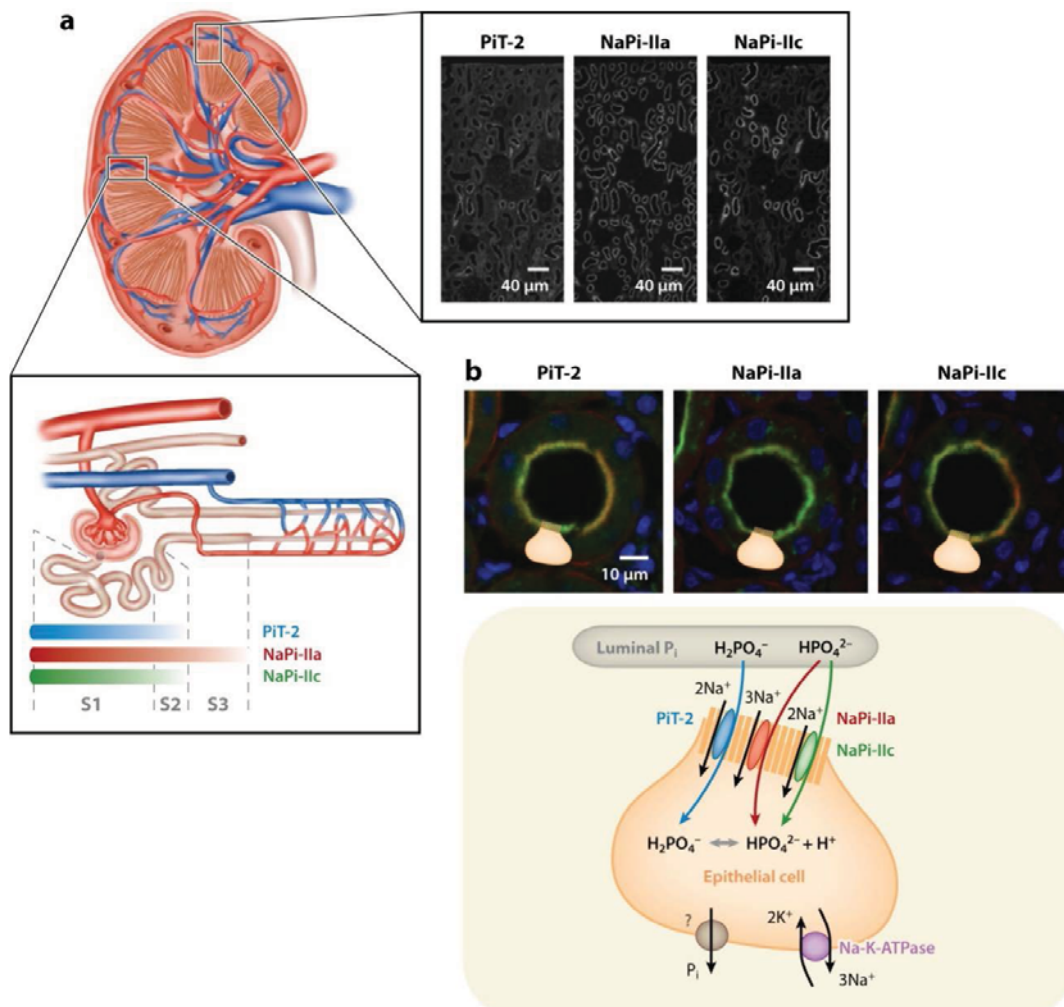 a
PiT-2 NaPi-IIa NaPi-IIc
40 µm 40 µm 40 µm
PiT-2
NaPi-IIa
NaPi-IIc
S1 S2 S3
b
PiT-2 NaPi-IIa NaPi-IIc
10 µm
Luminal Pᵢ H₂PO₄⁻ HPO₄²⁻
2Na⁺ 3Na⁺ 2Na⁺
PiT-2 NaPi-IIa
NaPi-IIc
H₂PO₄⁻ HPO₄²⁻ + H⁺
Epithelial cell
? 2K⁺
Na-K-ATPase
Pᵢ 3Na⁺